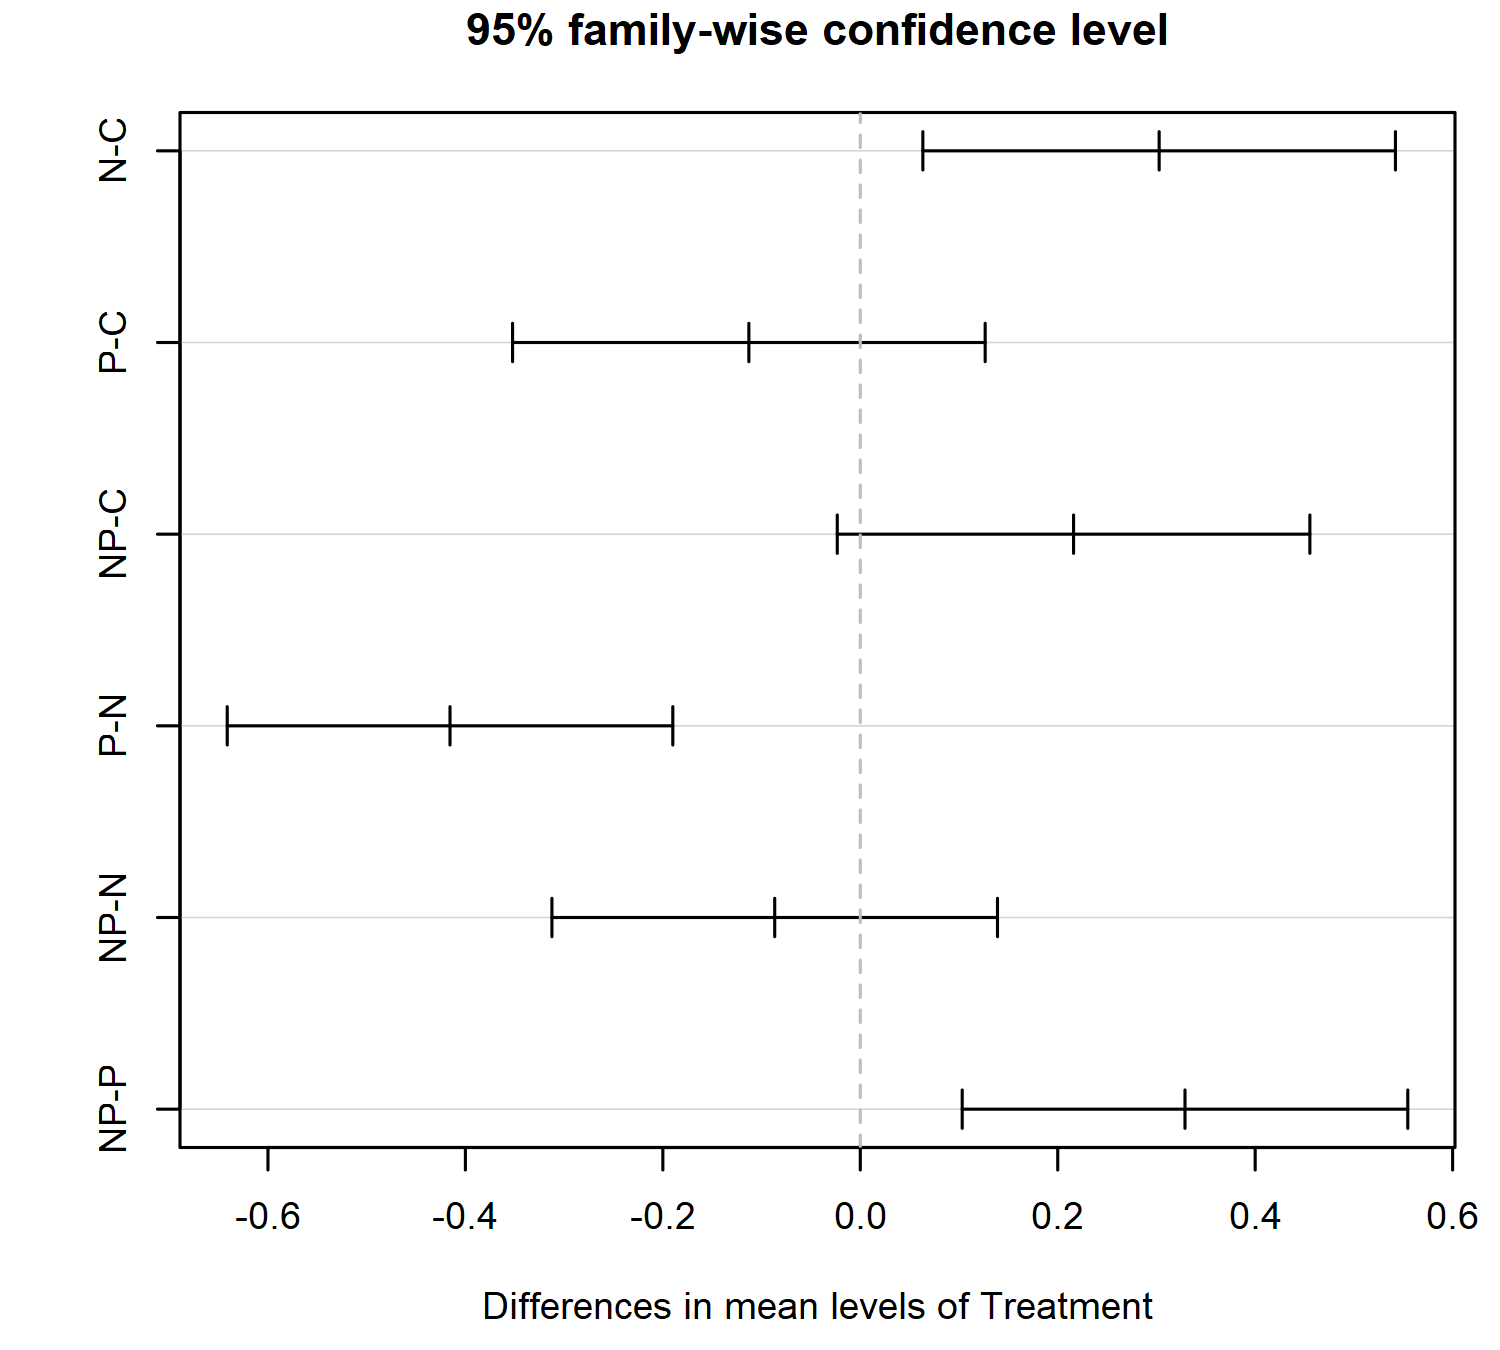 95% family-wise confidence level
N-C
P-C
NP-C
P-N
NP-N
NP-P
-0.6 -0.4 -0.2 0.0 0.2 0.4 0.6
Differences in mean levels of Treatment